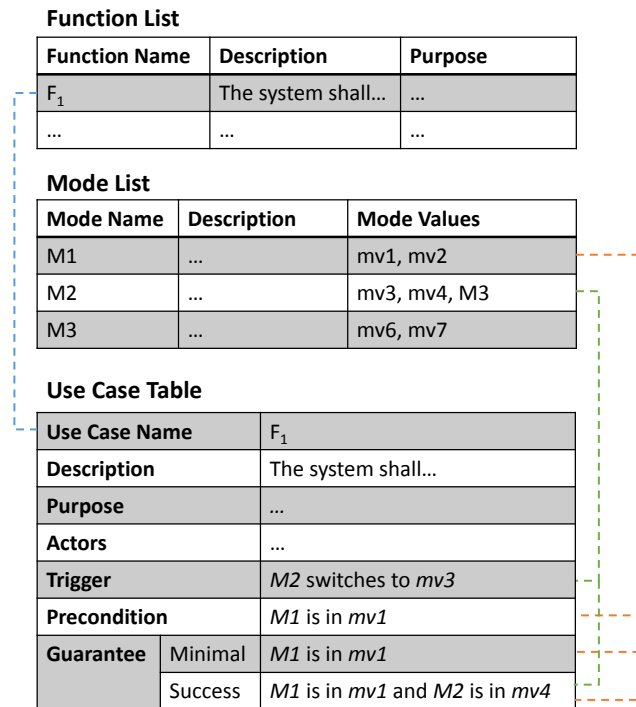 Function List
Function Name Description Purpose
F₁ The system shall… …
… … …
Mode List
Mode Name Description Mode Values
M1 … mv1, mv2
M2 … mv3, mv4, M3
M3 … mv6, mv7
Use Case Table
Use Case Name F₁
Description The system shall…
Purpose …
Actors …
Trigger M2 switches to mv3
Precondition M1 is in mv1
Guarantee Minimal M1 is in mv1
Success M1 is in mv1 and M2 is in mv4